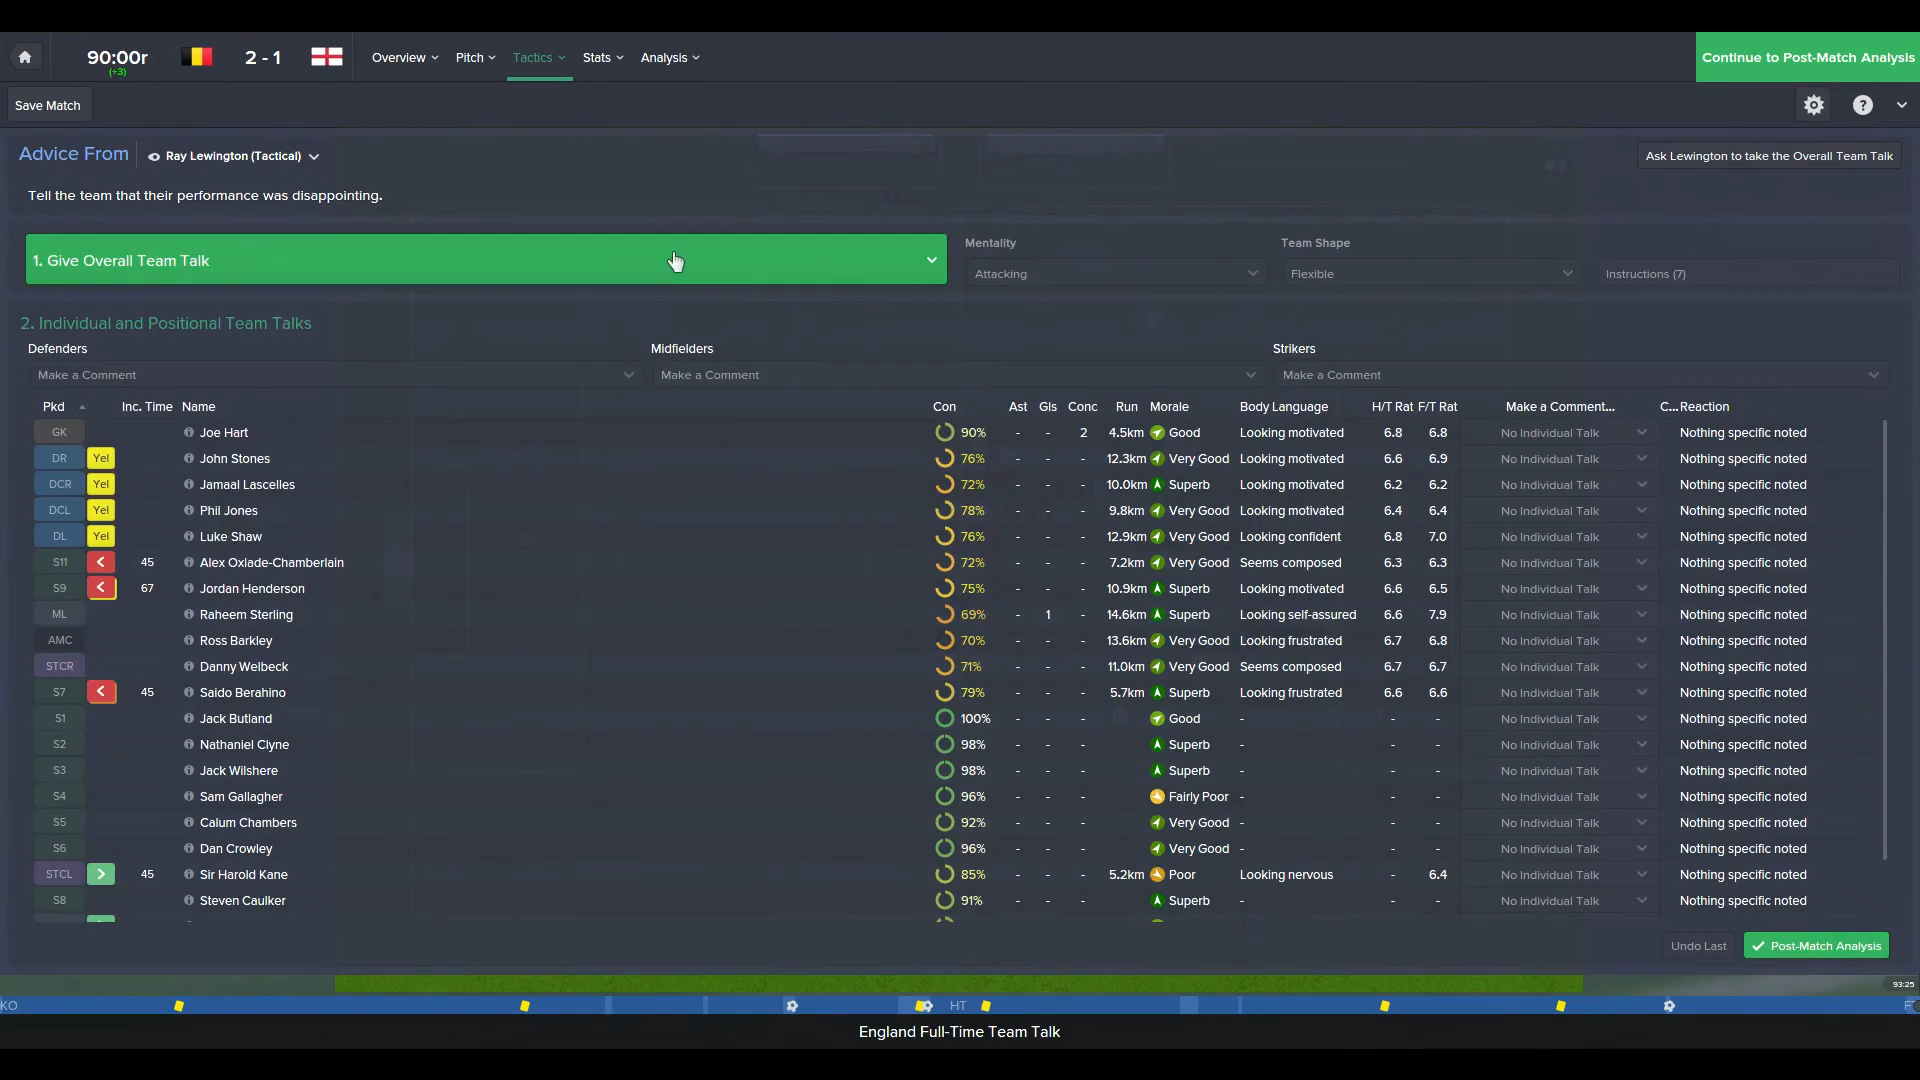 90:00r 2 - 1 Overview Pitch Tactics Stats Analysis Continue to Post-Match Analysis
(+3)
Save Match ?
Advice From Ray Lewington (Tactical) Ask Lewington to take the Overall Team Talk
Tell the team that their performance was disappointing.
Mentality Team Shape
1. Give Overall Team Talk Attacking Flexible Instructions (7)
2. Individual and Positional Team Talks
Defenders Midfielders Strikers
Make a Comment Make a Comment Make a Comment
Pkd Inc. Time Name Con Ast Gls Conc Run Morale Body Language H/T Rat F/T Rat Make a Comment... C... Reaction
GK Joe Hart 90% - - 2 4.5km Good Looking motivated 6.8 6.8 No Individual Talk Nothing specific noted
DR Yel John Stones 76% - - - 12.3km Very Good Looking motivated 6.6 6.9 No Individual Talk Nothing specific noted
DCR Yel Jamaal Lascelles 72% - - - 10.0km Superb Looking motivated 6.2 6.2 No Individual Talk Nothing specific noted
DCL Yel Phil Jones 78% - - - 9.8km Very Good Looking motivated 6.4 6.4 No Individual Talk Nothing specific noted
DL Yel Luke Shaw 76% - - - 12.9km Very Good Looking confident 6.8 7.0 No Individual Talk Nothing specific noted
S11 45 Alex Oxlade-Chamberlain 72% - - - 7.2km Very Good Seems composed 6.3 6.3 No Individual Talk Nothing specific noted
S9 67 Jordan Henderson 75% - - - 10.9km Superb Looking motivated 6.6 6.5 No Individual Talk Nothing specific noted
ML Raheem Sterling 69% - 1 - 14.6km Superb Looking self-assured 6.6 7.9 No Individual Talk Nothing specific noted
AMC Ross Barkley 70% - - - 13.6km Very Good Looking frustrated 6.7 6.8 No Individual Talk Nothing specific noted
STCR Danny Welbeck 71% - - - 11.0km Very Good Seems composed 6.7 6.7 No Individual Talk Nothing specific noted
S7 45 Saido Berahino 79% - - - 5.7km Superb Looking frustrated 6.6 6.6 No Individual Talk Nothing specific noted
S1 Jack Butland 100% - - - Good - - - No Individual Talk Nothing specific noted
S2 Nathaniel Clyne 98% - - - Superb - - - No Individual Talk Nothing specific noted
S3 Jack Wilshere 98% - - - Superb - - - No Individual Talk Nothing specific noted
S4 Sam Gallagher 96% - - - Fairly Poor - - - No Individual Talk Nothing specific noted
S5 Calum Chambers 92% - - - Very Good - - - No Individual Talk Nothing specific noted
S6 Dan Crowley 96% - - - Very Good - - - No Individual Talk Nothing specific noted
STCL 45 Sir Harold Kane 85% - - - 5.2km Poor Looking nervous - 6.4 No Individual Talk Nothing specific noted
S8 Steven Caulker 91% - - - Superb - - - No Individual Talk Nothing specific noted
Undo Last Post-Match Analysis
93:25
KO HT
England Full-Time Team Talk